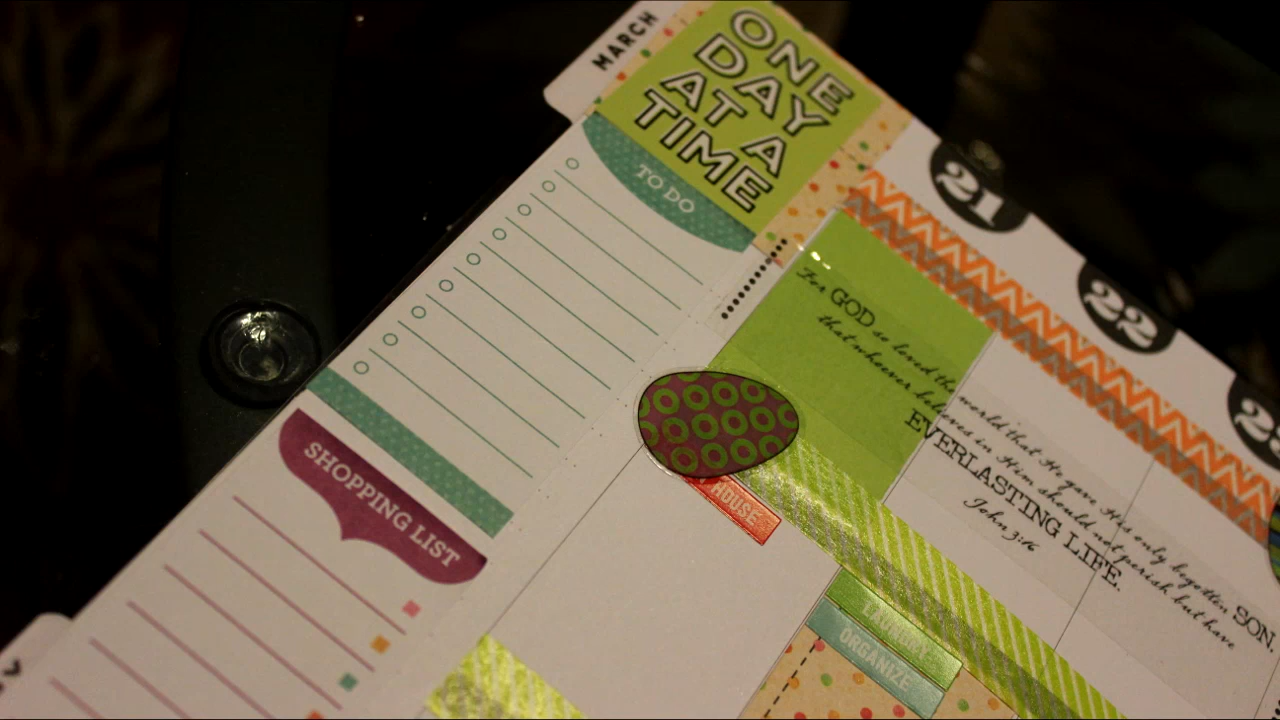 MARCH
ONE
DAY
AT A
TIME
TO DO
SHOPPING LIST
21
22
For GOD so loved the world that He gave His only begotten SON,
that whoever believes in Him should not perish but have
EVERLASTING LIFE.
John 3:16
HOUSE
LAUNDRY
ORGANIZE